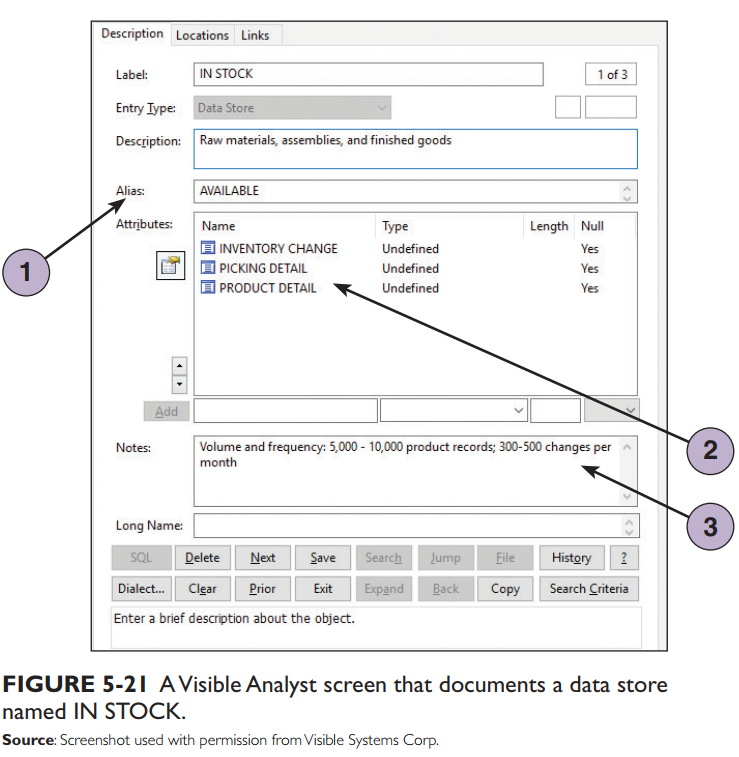 Description Locations Links
Label: IN STOCK 1 of 3
Entry Type: Data Store
Description: Raw materials, assemblies, and finished goods
Alias: AVAILABLE
Attributes: Name Type Length Null
INVENTORY CHANGE Undefined Yes
1
PICKING DETAIL Undefined Yes
PRODUCT DETAIL Undefined Yes
Add
Notes: Volume and frequency: 5,000 - 10,000 product records; 300-500 changes per
month
2
3
Long Name:
SQL Delete Next Save Search Jump File History ?
Dialect... Clear Prior Exit Expand Back Copy Search Criteria
Enter a brief description about the object.
FIGURE 5-21 A Visible Analyst screen that documents a data store
named IN STOCK.
Source: Screenshot used with permission from Visible Systems Corp.